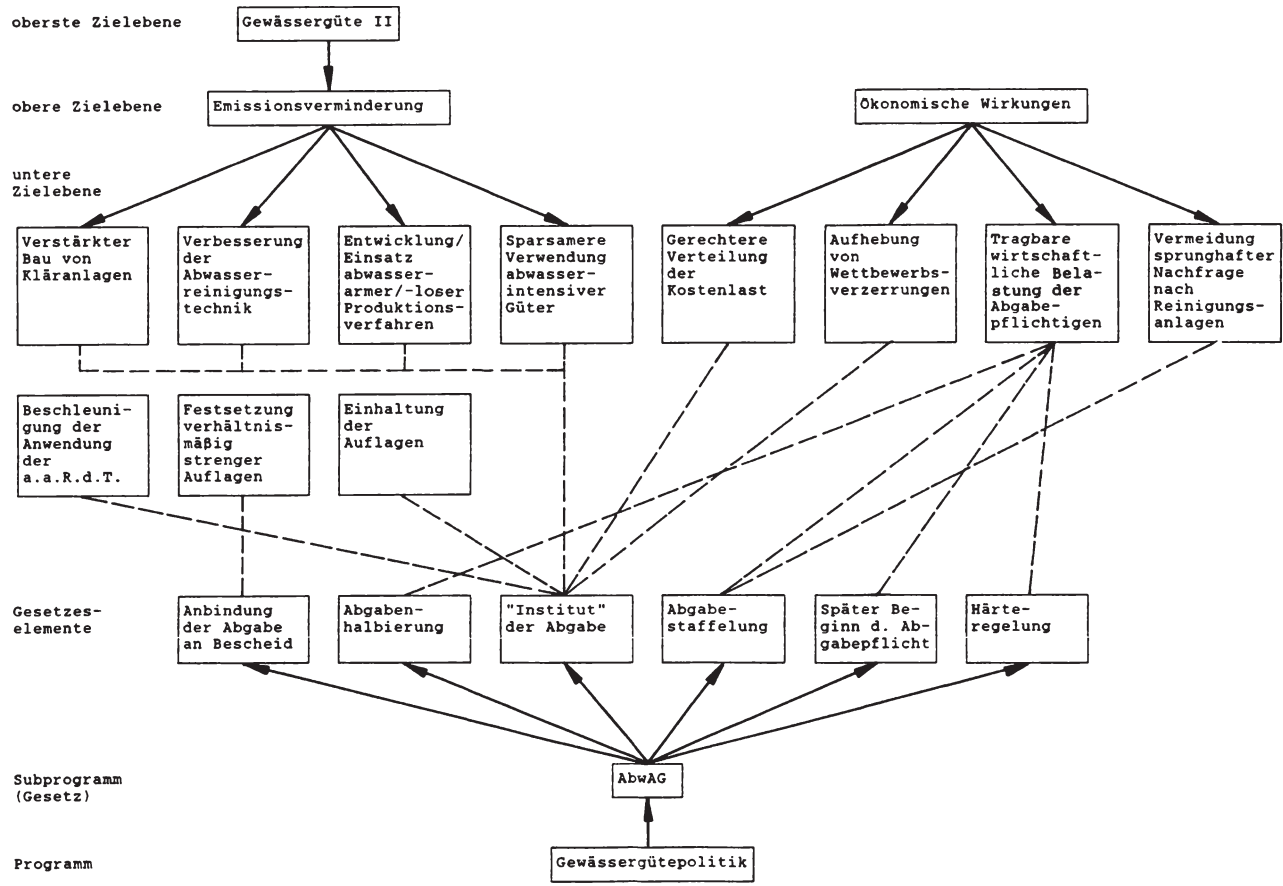 oberste Zielebene
Gewässergüte II
obere Zielebene
Emissionsverminderung
Ökonomische Wirkungen
untere
Zielebene
Verstärkter
Bau von
Kläranlagen
Verbesserung
der
Abwasser-
reinigungs-
technik
Entwicklung/
Einsatz
abwasser-
armer/-loser
Produktions-
verfahren
Sparsamere
Verwendung
abwasser-
intensiver
Güter
Gerechtere
Verteilung
der
Kostenlast
Aufhebung
von
Wettbewerbs-
verzerrungen
Tragbare
wirtschaft-
liche Bela-
stung der
Abgabe-
pflichtigen
Vermeidung
sprunghafter
Nachfrage
nach
Reinigungs-
anlagen
Beschleuni-
gung der
Anwendung
der
a.a.R.d.T.
Festsetzung
verhältnis-
mäßig
strenger
Auflagen
Einhaltung
der
Auflagen
Gesetzes-
elemente
Anbindung
der Abgabe
an Bescheid
Abgaben-
halbierung
"Institut"
der Abgabe
Abgabe-
staffelung
Später Be-
ginn d. Ab-
gabepflicht
Härte-
regelung
Subprogramm
(Gesetz)
AbwAG
Programm
Gewässergütepolitik